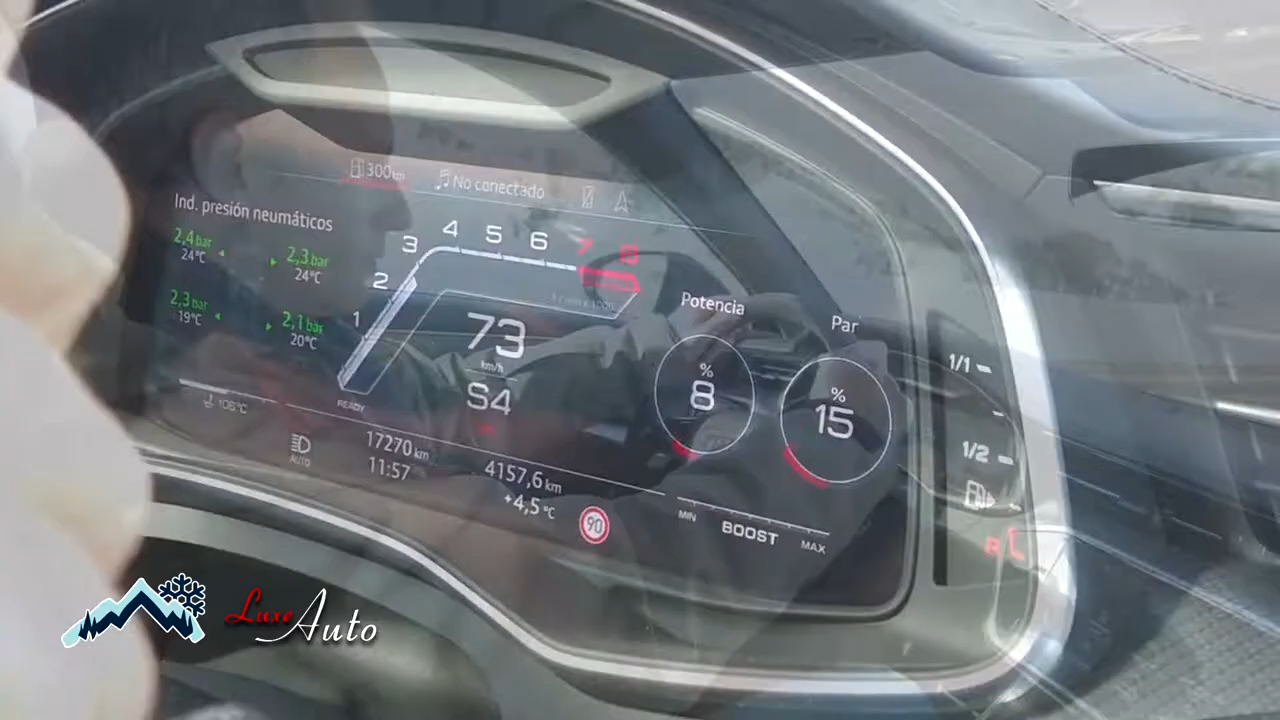 300km
No conectado
Ind. presión neumáticos
2,4 bar
24°C
2,3 bar
24°C
2,3 bar
19°C
2,1 bar
20°C
1
2
3
4
5
6
7
8
73
km/h
S4
READY
106°C
AUTO
17270 km
11:57
4157,6 km
+4,5 °C
90
Potencia
%
8
Par
%
15
MIN
BOOST
MAX
1/1
1/2
R
Luxe Auto